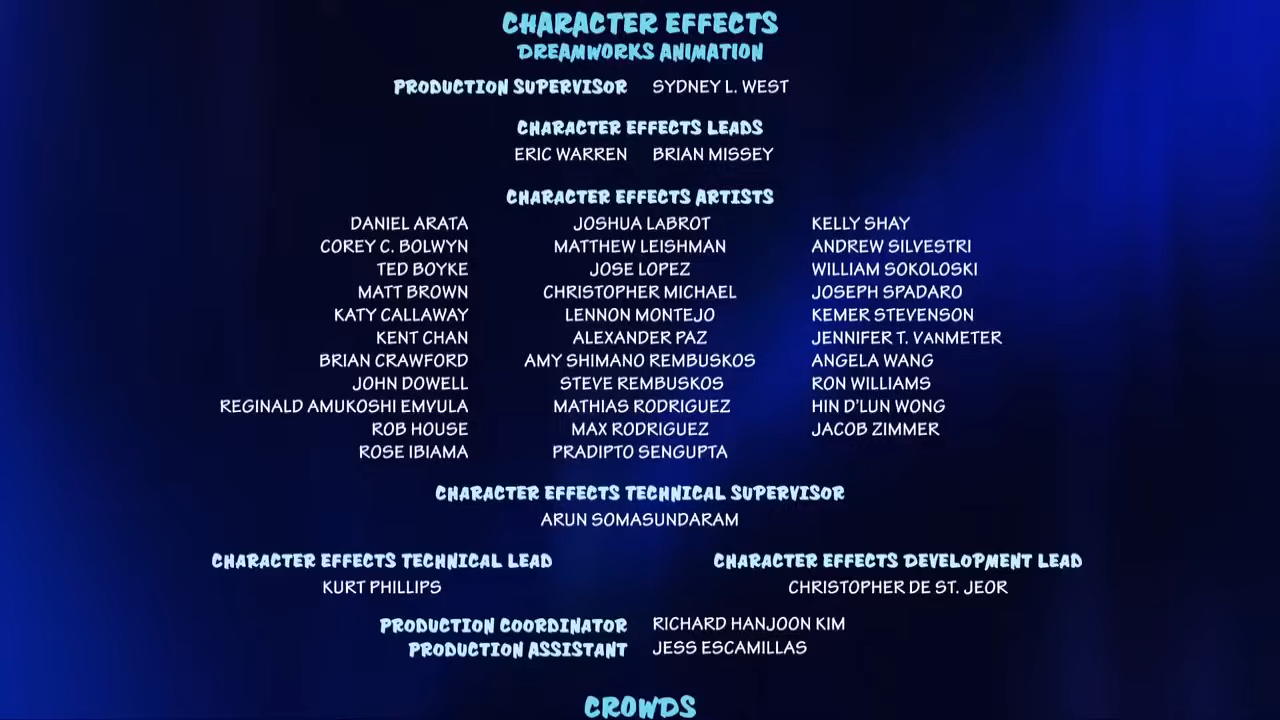 CHARACTER EFFECTS
DREAMWORKS ANIMATION
PRODUCTION SUPERVISOR SYDNEY L. WEST
CHARACTER EFFECTS LEADS
ERIC WARREN BRIAN MISSEY
CHARACTER EFFECTS ARTISTS
DANIEL ARATA JOSHUA LaBROT KELLY SHAY
COREY C. BOLWYN MATTHEW LEISHMAN ANDREW SILVESTRI
TED BOYKE JOSE LOPEZ WILLIAM SOKOLOSKI
MATT BROWN CHRISTOPHER MICHAEL JOSEPH SPADARO
KATY CALLAWAY LENNON MONTEJO KEMER STEVENSON
KENT CHAN ALEXANDER PAZ JENNIFER T. VANMETER
BRIAN CRAWFORD AMY SHIMANO REMBUSKOS ANGELA WANG
JOHN DOWELL STEVE REMBUSKOS RON WILLIAMS
REGINALD AMUKOSHI EMVULA MATHIAS RODRIGUEZ HIN D'LUN WONG
ROB HOUSE MAX RODRIGUEZ JACOB ZIMMER
ROSE IBIAMA PRADIPTO SENGUPTA
CHARACTER EFFECTS TECHNICAL SUPERVISOR
ARUN SOMASUNDARAM
CHARACTER EFFECTS TECHNICAL LEAD CHARACTER EFFECTS DEVELOPMENT LEAD
KURT PHILLIPS CHRISTOPHER DE ST. JEOR
PRODUCTION COORDINATOR RICHARD HANJOON KIM
PRODUCTION ASSISTANT JESS ESCAMILLAS
CROWDS